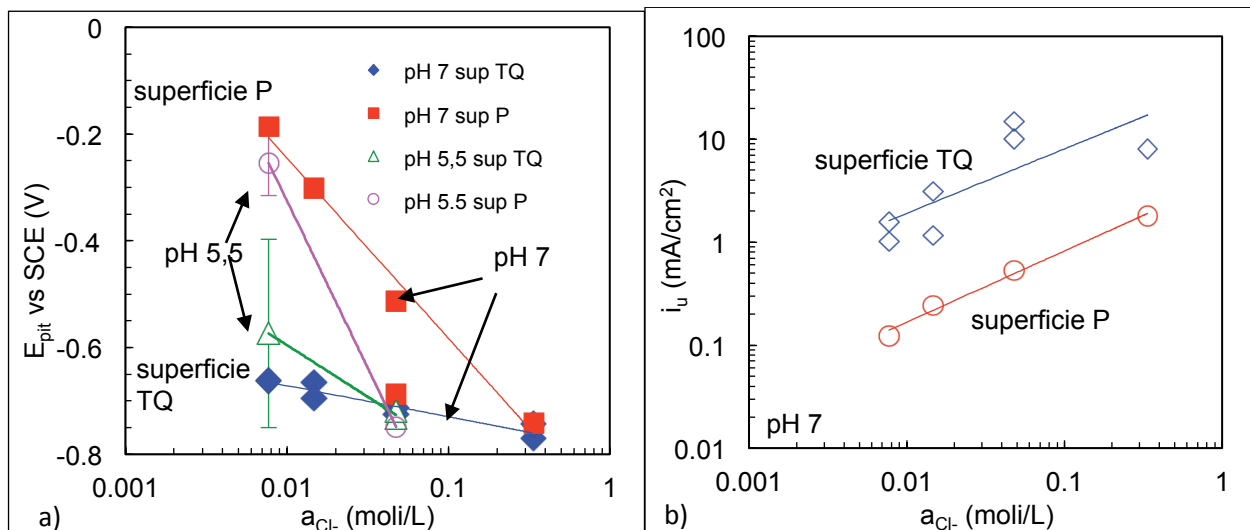 0
-0.2
-0.4
-0.6
-0.8
E_pit vs SCE (V)
superficie P
pH 7 sup TQ
pH 7 sup P
pH 5,5 sup TQ
pH 5.5 sup P
pH 5,5
pH 7
superficie
TQ
0.001
0.01
0.1
1
a)
a_Cl- (moli/L)
b)
100
10
1
0.1
0.01
i_u (mA/cm²)
superficie TQ
superficie P
pH 7
0.001
0.01
0.1
1
a_Cl- (moli/L)